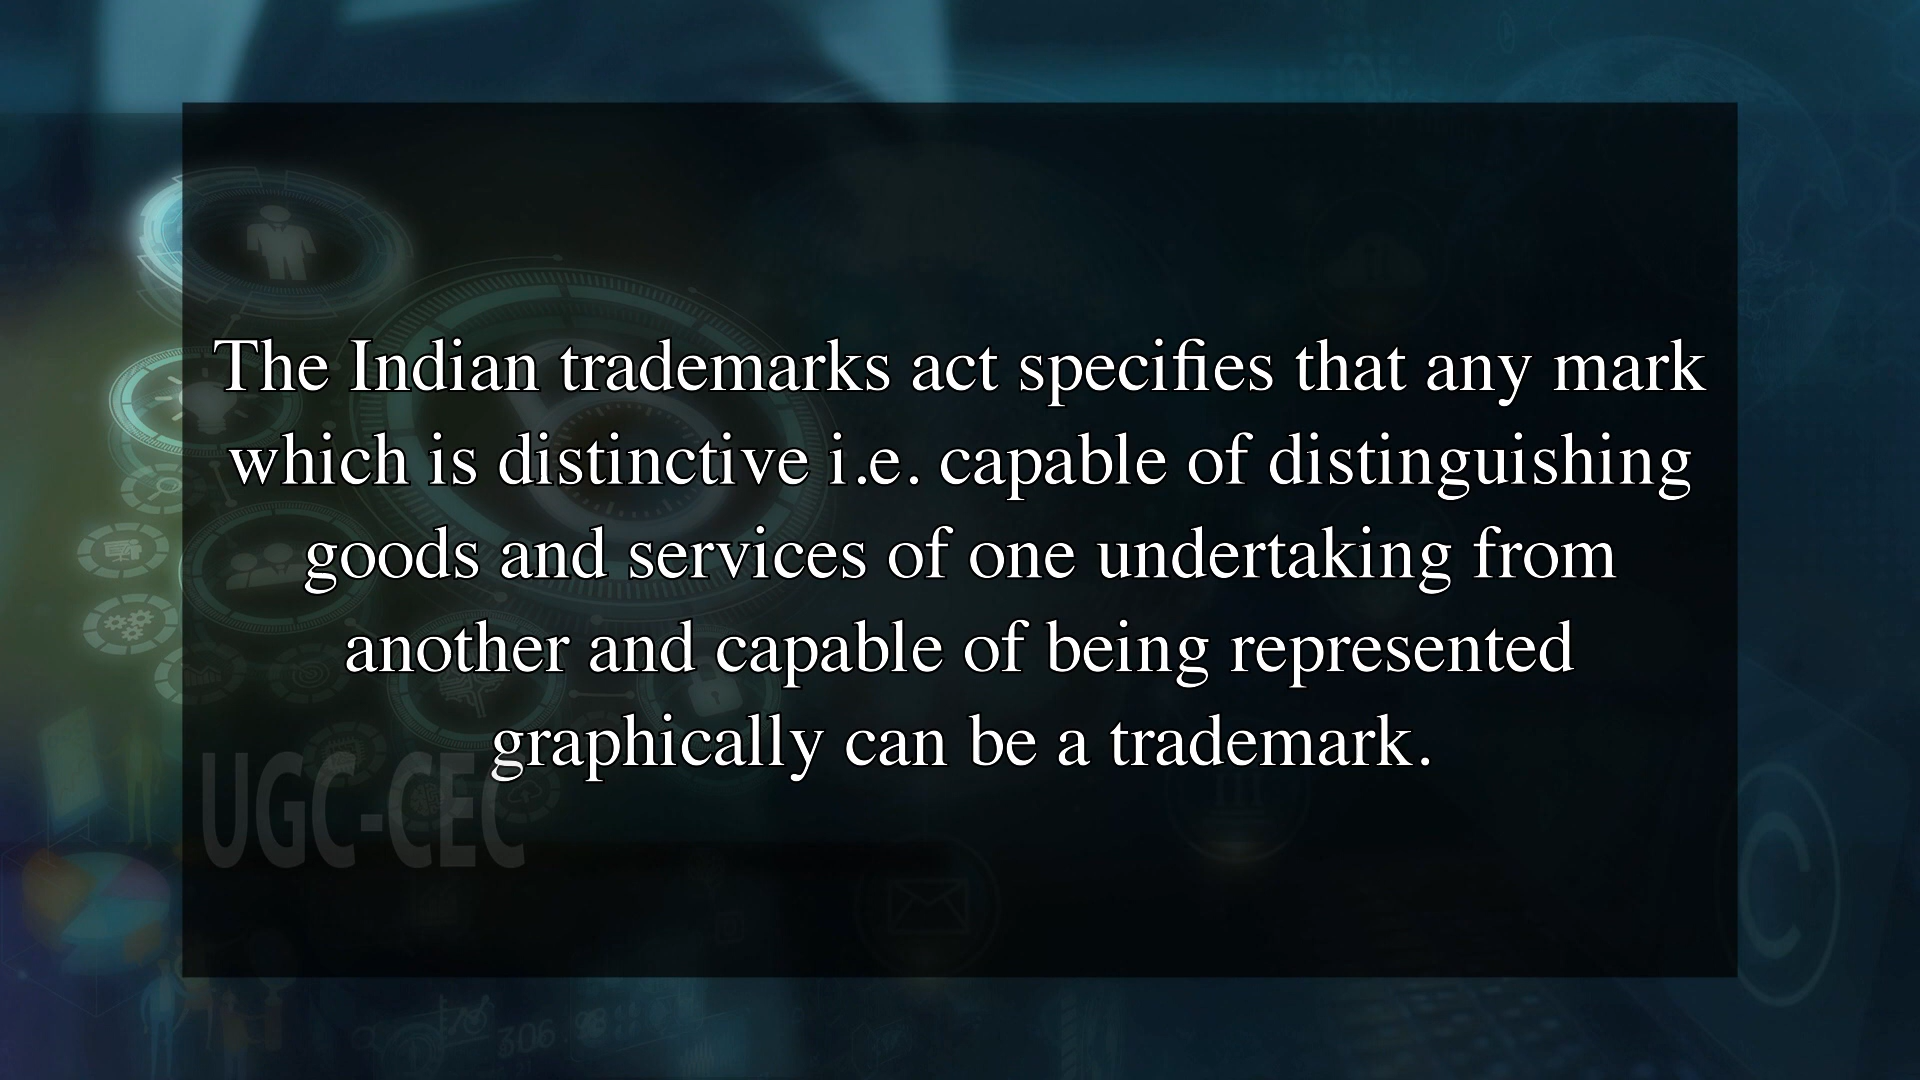 The Indian trademarks act specifies that any mark
which is distinctive i.e. capable of distinguishing
goods and services of one undertaking from
another and capable of being represented
graphically can be a trademark.
UGC-CEC
C
306